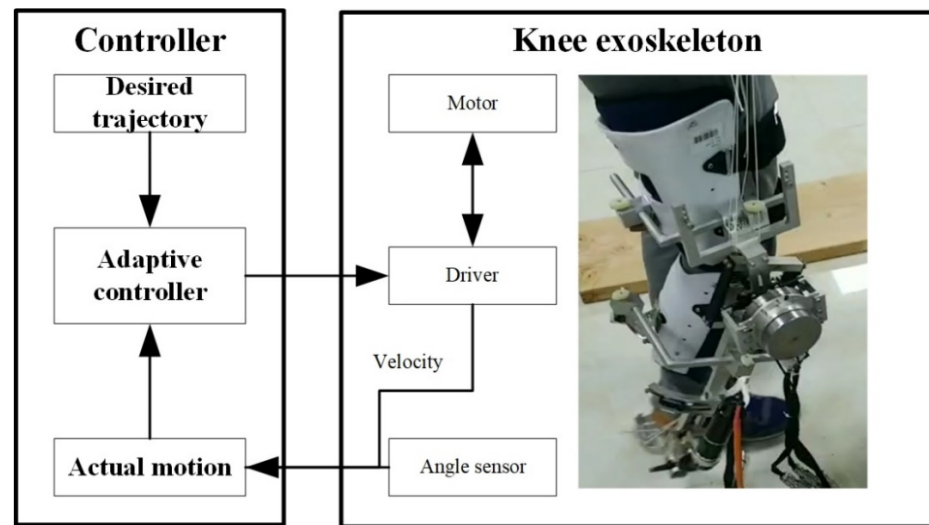 Controller
Desired
trajectory
Adaptive
controller
Actual motion
Knee exoskeleton
Motor
Driver
Velocity
Angle sensor